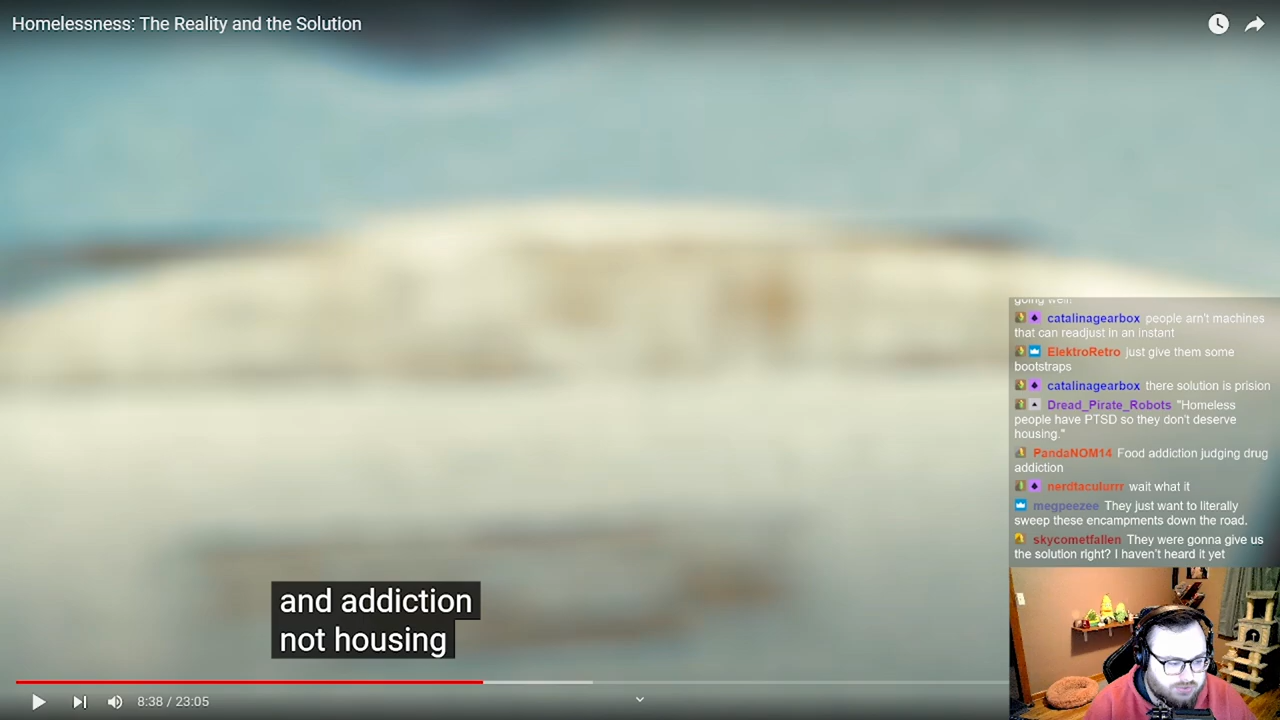 Homelessness: The Reality and the Solution
going well!
catalinagearbox people arn't machines
that can readjust in an instant
ElektroRetro just give them some
bootstraps
catalinagearbox there solution is prision
Dread_Pirate_Robots "Homeless
people have PTSD so they don't deserve
housing."
PandaNOM14 Food addiction judging drug
addiction
nerdtaculurrr wait what it
megpeezee They just want to literally
sweep these encampments down the road.
skycometfallen They were gonna give us
the solution right? I haven't heard it yet
and addiction
not housing
8:38 / 23:05